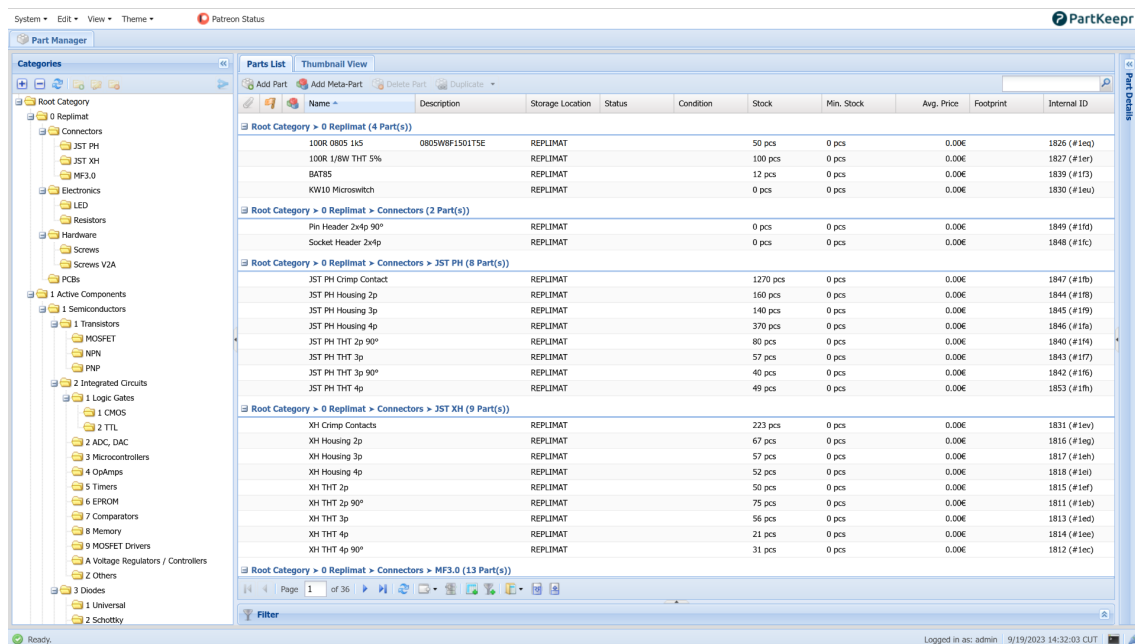 System Edit View Theme Patreon Status PartKeepr
Part Manager
Categories
Root Category
0 Replimat
Connectors
JST PH
JST XH
MF3.0
Electronics
LED
Resistors
Hardware
Screws
Screws V2A
PCBs
1 Active Components
1 Semiconductors
1 Transistors
MOSFET
NPN
PNP
2 Integrated Circuits
1 Logic Gates
1 CMOS
2 TTL
2 ADC, DAC
3 Microcontrollers
4 OpAmps
5 Timers
6 EPROM
7 Comparators
8 Memory
9 MOSFET Drivers
A Voltage Regulators / Controllers
Z Others
3 Diodes
1 Universal
2 Schottky
Parts List Thumbnail View
Add Part Add Meta-Part Delete Part Duplicate
Name Description Storage Location Status Condition Stock Min. Stock Avg. Price Footprint Internal ID
Root Category ➤ 0 Replimat (4 Part(s))
100R 0805 1k5 0805W8F1501T5E REPLIMAT 50 pcs 0 pcs 0.00€ 1826 (#1eq)
100R 1/8W THT 5% REPLIMAT 100 pcs 0 pcs 0.00€ 1827 (#1er)
BAT85 REPLIMAT 12 pcs 0 pcs 0.00€ 1839 (#1f3)
KW10 Microswitch REPLIMAT 0 pcs 0 pcs 0.00€ 1830 (#1eu)
Root Category ➤ 0 Replimat ➤ Connectors (2 Part(s))
Pin Header 2x4p 90° REPLIMAT 0 pcs 0 pcs 0.00€ 1849 (#1fd)
Socket Header 2x4p REPLIMAT 0 pcs 0 pcs 0.00€ 1848 (#1fc)
Root Category ➤ 0 Replimat ➤ Connectors ➤ JST PH (8 Part(s))
JST PH Crimp Contact REPLIMAT 1270 pcs 0 pcs 0.00€ 1847 (#1fb)
JST PH Housing 2p REPLIMAT 160 pcs 0 pcs 0.00€ 1844 (#1f8)
JST PH Housing 3p REPLIMAT 140 pcs 0 pcs 0.00€ 1845 (#1f9)
JST PH Housing 4p REPLIMAT 370 pcs 0 pcs 0.00€ 1846 (#1fa)
JST PH THT 2p 90° REPLIMAT 80 pcs 0 pcs 0.00€ 1840 (#1f4)
JST PH THT 3p REPLIMAT 57 pcs 0 pcs 0.00€ 1843 (#1f7)
JST PH THT 3p 90° REPLIMAT 40 pcs 0 pcs 0.00€ 1842 (#1f6)
JST PH THT 4p REPLIMAT 49 pcs 0 pcs 0.00€ 1853 (#1fh)
Root Category ➤ 0 Replimat ➤ Connectors ➤ JST XH (9 Part(s))
XH Crimp Contacts REPLIMAT 223 pcs 0 pcs 0.00€ 1831 (#1ev)
XH Housing 2p REPLIMAT 67 pcs 0 pcs 0.00€ 1816 (#1eg)
XH Housing 3p REPLIMAT 57 pcs 0 pcs 0.00€ 1817 (#1eh)
XH Housing 4p REPLIMAT 52 pcs 0 pcs 0.00€ 1818 (#1ei)
XH THT 2p REPLIMAT 50 pcs 0 pcs 0.00€ 1815 (#1ef)
XH THT 2p 90° REPLIMAT 75 pcs 0 pcs 0.00€ 1811 (#1eb)
XH THT 3p REPLIMAT 56 pcs 0 pcs 0.00€ 1813 (#1ed)
XH THT 4p REPLIMAT 21 pcs 0 pcs 0.00€ 1814 (#1ee)
XH THT 4p 90° REPLIMAT 31 pcs 0 pcs 0.00€ 1812 (#1ec)
Root Category ➤ 0 Replimat ➤ Connectors ➤ MF3.0 (13 Part(s))
Page 1 of 36
Filter
Part Details
Ready. Logged in as: admin 9/19/2023 14:32:03 CUT